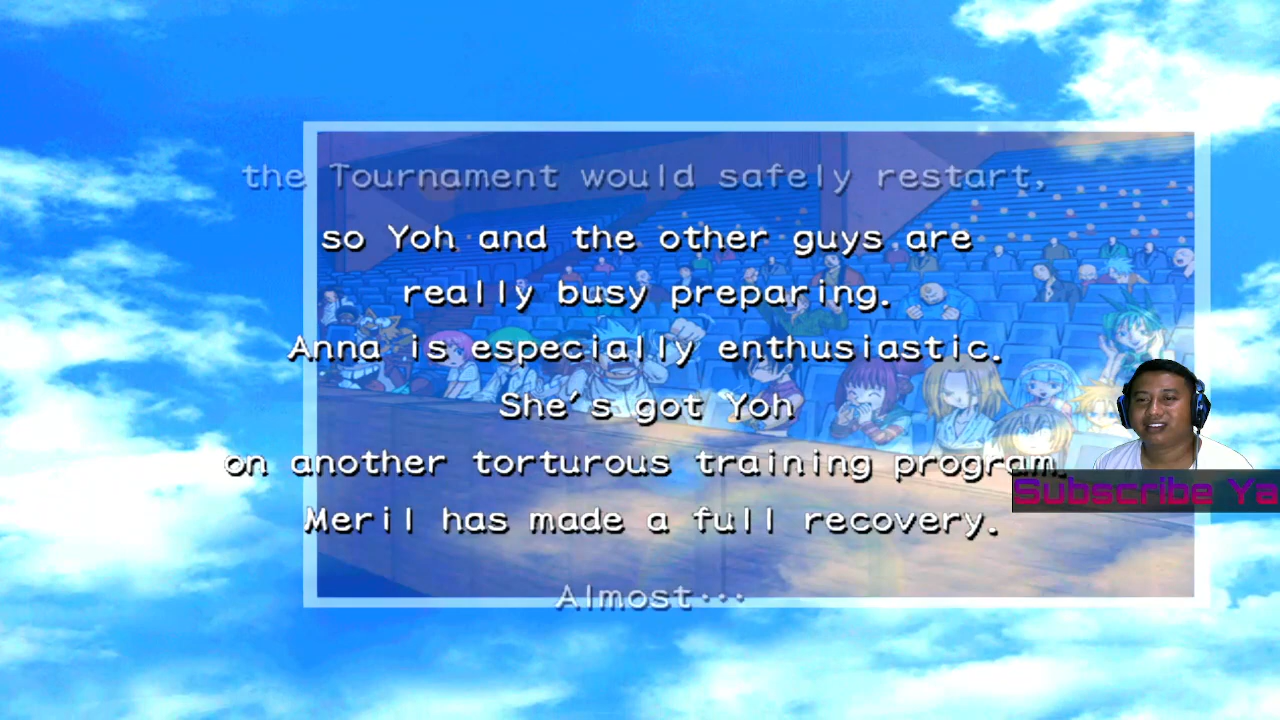 the Tournament would safely restart,
so Yoh and the other guys are
really busy preparing.
Anna is especially enthusiastic.
She's got Yoh
on another torturous training program.
Meril has made a full recovery.
Almost···
Subscribe Ya